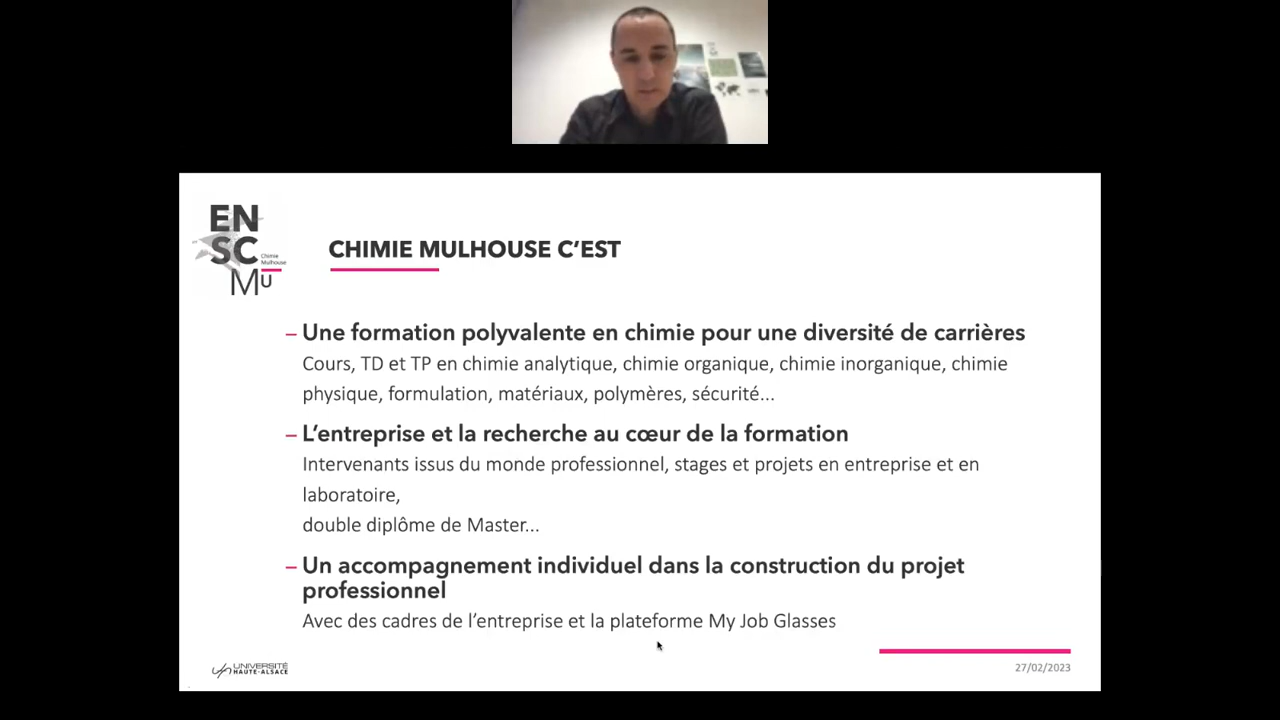 EN
SC
Chimie
Mulhouse
MU
CHIMIE MULHOUSE C'EST
– Une formation polyvalente en chimie pour une diversité de carrières
Cours, TD et TP en chimie analytique, chimie organique, chimie inorganique, chimie
physique, formulation, matériaux, polymères, sécurité...
– L'entreprise et la recherche au cœur de la formation
Intervenants issus du monde professionnel, stages et projets en entreprise et en
laboratoire,
double diplôme de Master...
– Un accompagnement individuel dans la construction du projet
professionnel
Avec des cadres de l'entreprise et la plateforme My Job Glasses
UNIVERSITÉ
HAUTE-ALSACE
27/02/2023